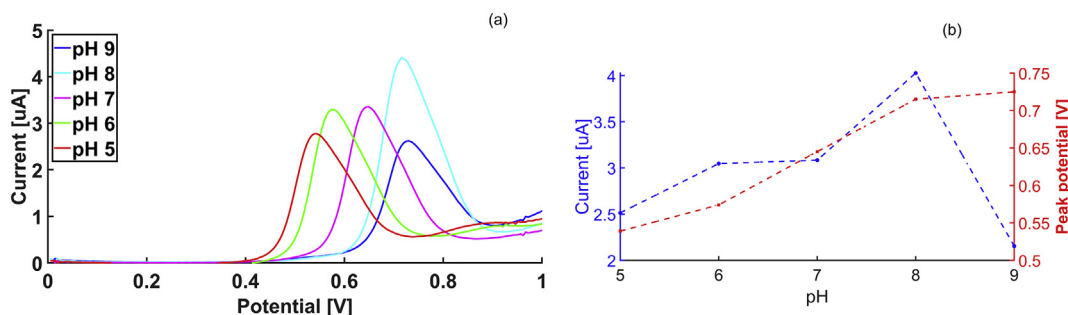 (a)
5
4
3
2
1
0
Current [uA]
pH 9
pH 8
pH 7
pH 6
pH 5
0 0.2 0.4 0.6 0.8 1
Potential [V]
(b)
4
3.5
3
2.5
2
Current [uA]
0.75
0.7
0.65
0.6
0.55
0.5
Peak potential [V]
5 6 7 8 9
pH